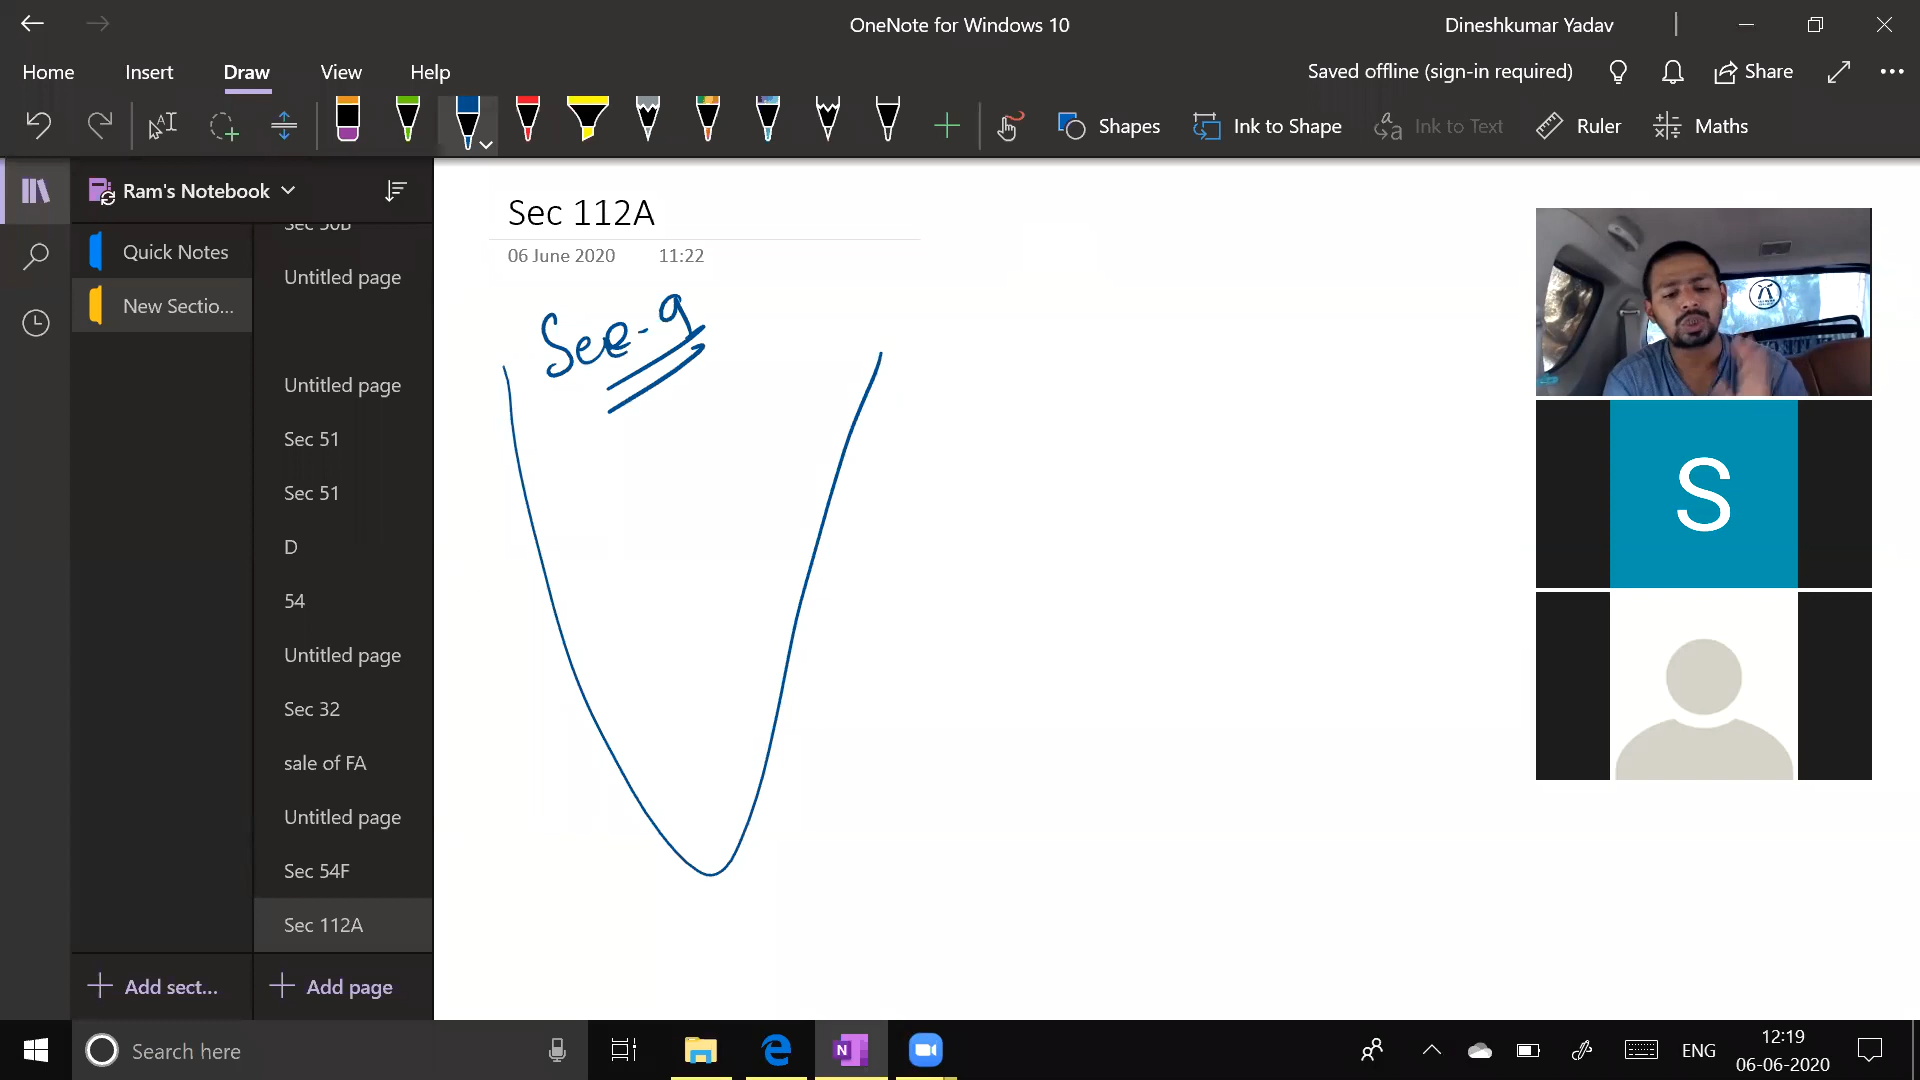 OneNote for Windows 10
Dineshkumar Yadav
Home Insert Draw View Help
Saved offline (sign-in required)
Share
Shapes
Ink to Shape
Ink to Text
Ruler
Maths
Ram's Notebook
Quick Notes
New Sectio...
Sec 50B
Untitled page
Untitled page
Sec 51
Sec 51
D
54
Untitled page
Sec 32
sale of FA
Untitled page
Sec 54F
Sec 112A
Add sect...
Add page
Sec 112A
06 June 2020 11:22
Sec-9
S
Search here
ENG
12:19
06-06-2020